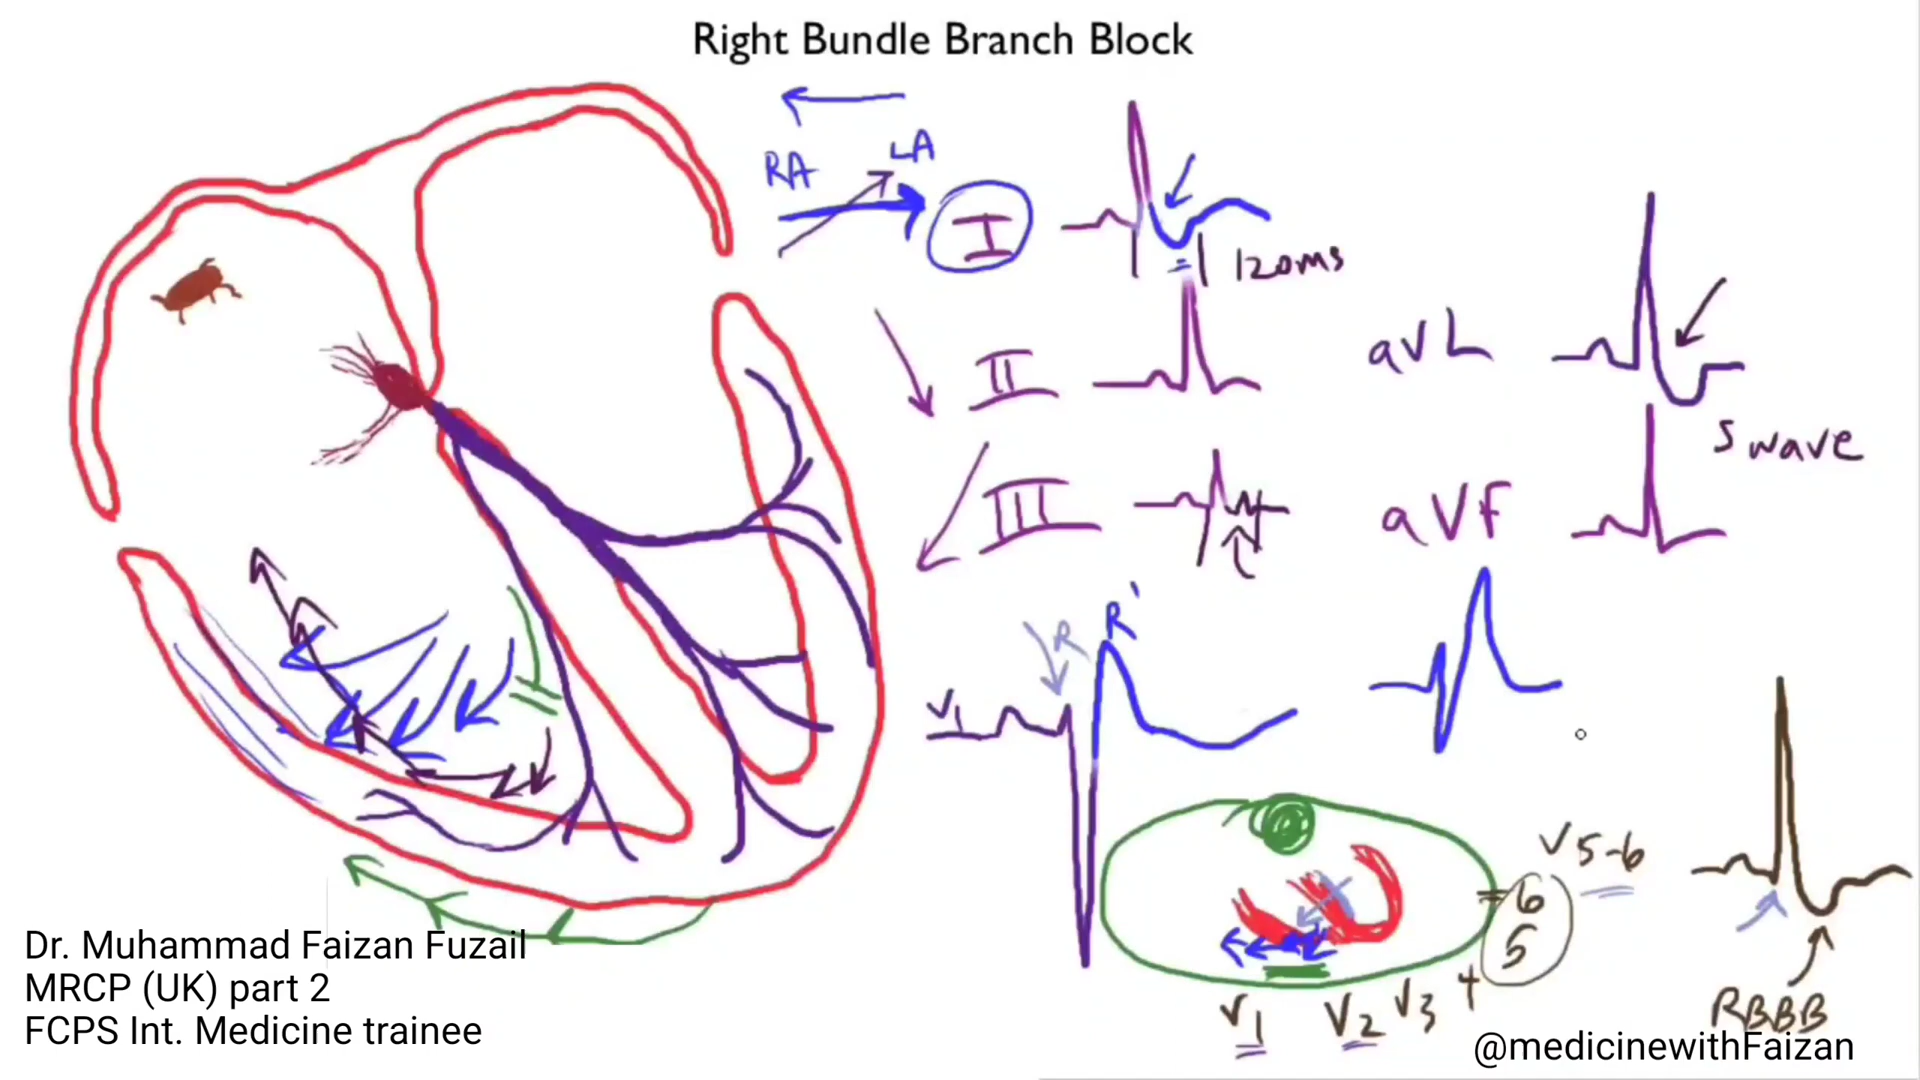 Right Bundle Branch Block
RA
LA
I
120ms
II
aVL
S wave
III
aVF
R
R'
V1
V5-6
6
5
4
V1
V2
V3
RBBB
Dr. Muhammad Faizan Fuzail
MRCP (UK) part 2
FCPS Int. Medicine trainee
@medicinewithFaizan